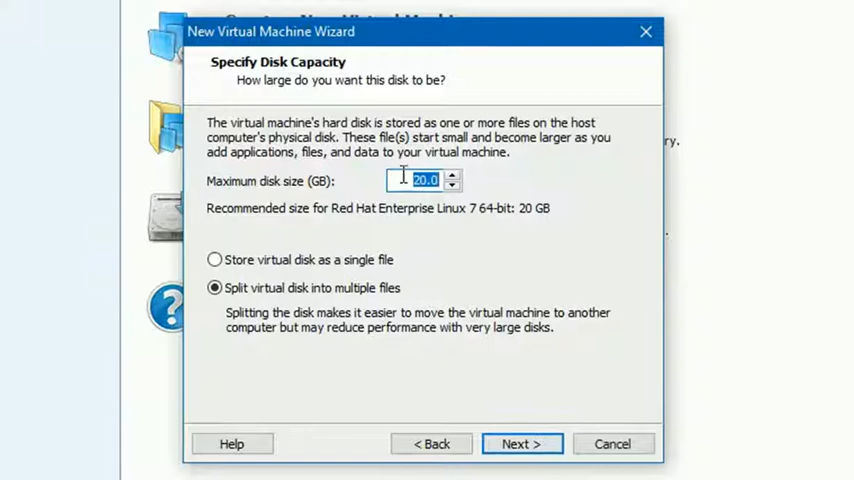 New Virtual Machine Wizard
Specify Disk Capacity
How large do you want this disk to be?
The virtual machine's hard disk is stored as one or more files on the host
computer's physical disk. These file(s) start small and become larger as you
add applications, files, and data to your virtual machine.
ry.
Maximum disk size (GB): 20.0
Recommended size for Red Hat Enterprise Linux 7 64-bit: 20 GB
Store virtual disk as a single file
Split virtual disk into multiple files
Splitting the disk makes it easier to move the virtual machine to another
computer but may reduce performance with very large disks.
Help < Back Next > Cancel